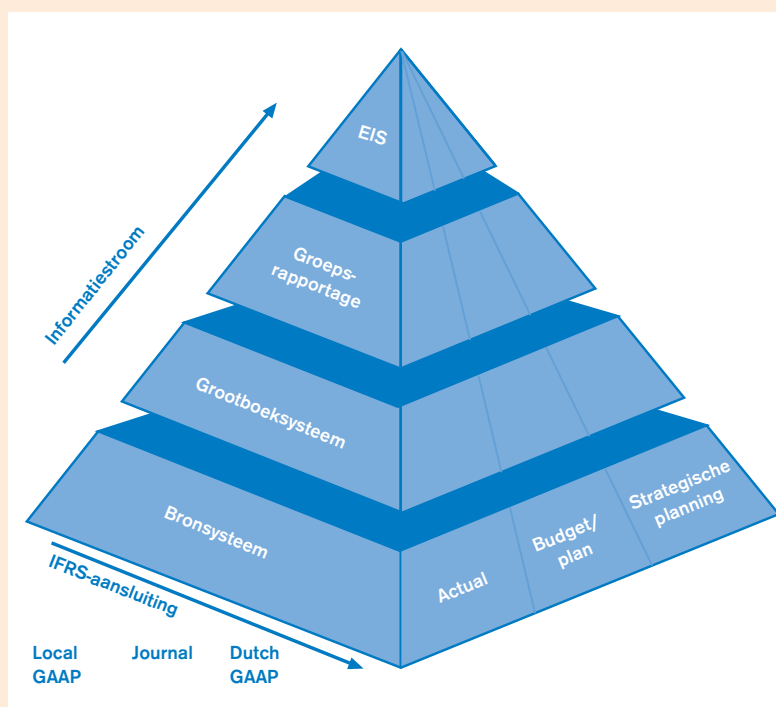 EIS
Informatiestroom
Groeps-
rapportage
Grootboeksysteem
Bronsysteem
Actual
Budget/
plan
Strategische
planning
IFRS-aansluiting
Local
GAAP
Journal
Dutch
GAAP